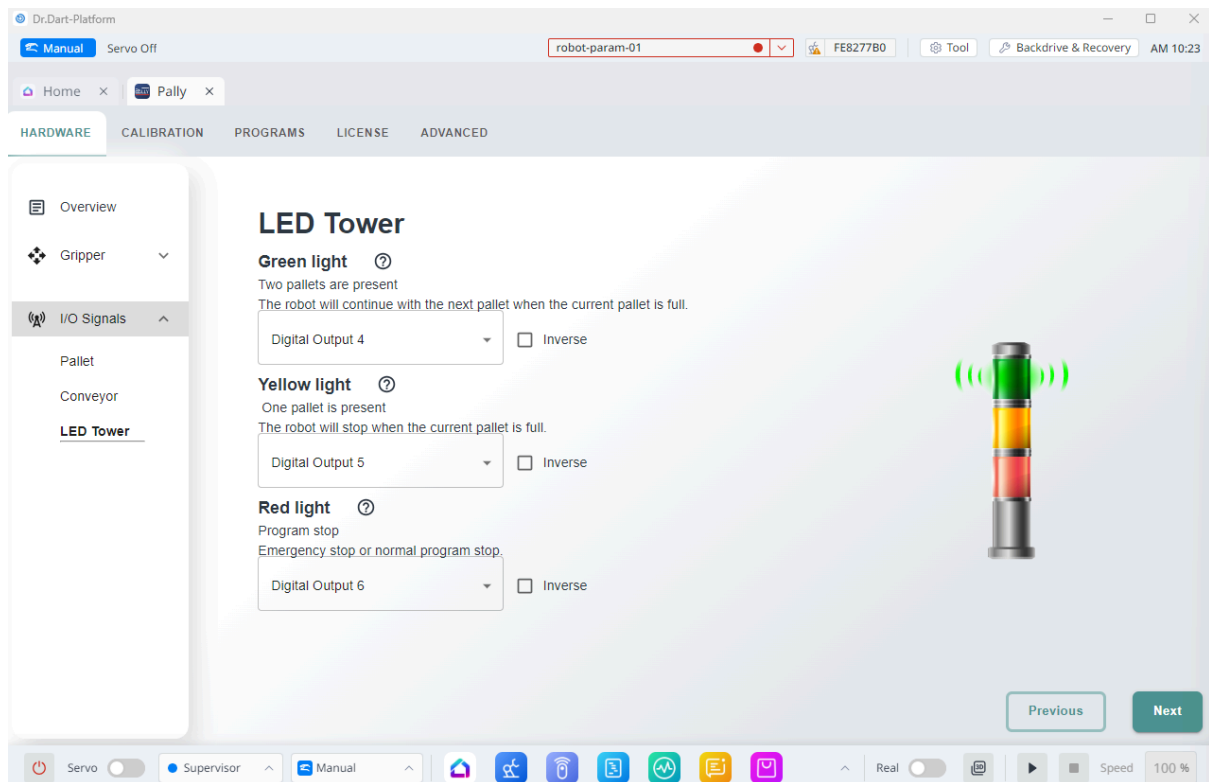 Dr.Dart-Platform
Manual
Servo Off
robot-param-01
FE8277B0
Tool
Backdrive & Recovery
AM 10:23
Home
Pally
HARDWARE
CALIBRATION
PROGRAMS
LICENSE
ADVANCED
Overview
Gripper
I/O Signals
Pallet
Conveyor
LED Tower
LED Tower
Green light
Two pallets are present
The robot will continue with the next pallet when the current pallet is full.
Digital Output 4
Inverse
Yellow light
One pallet is present
The robot will stop when the current pallet is full.
Digital Output 5
Inverse
Red light
Program stop
Emergency stop or normal program stop.
Digital Output 6
Inverse
Previous
Next
Servo
Supervisor
Manual
Real
3D
Speed
100 %